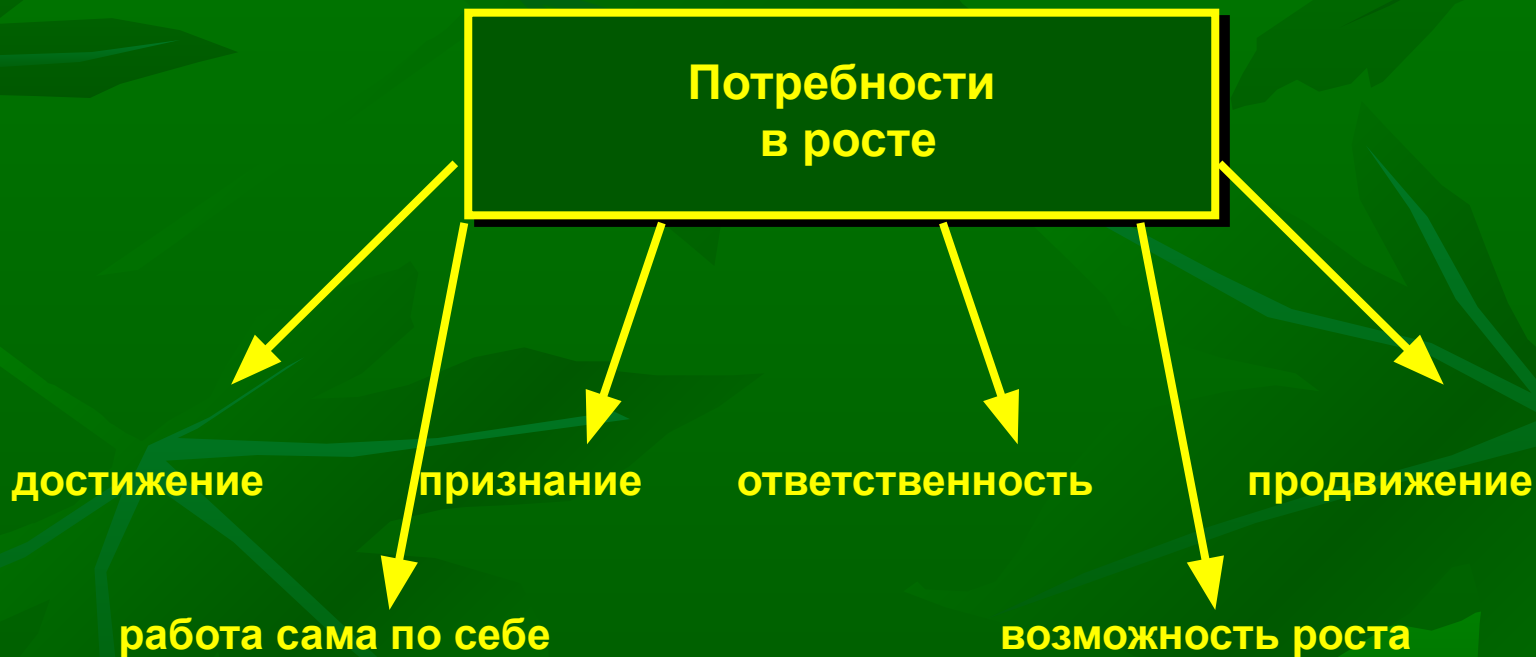 Потребности
в росте
достижение признание ответственность продвижение
работа сама по себе возможность роста